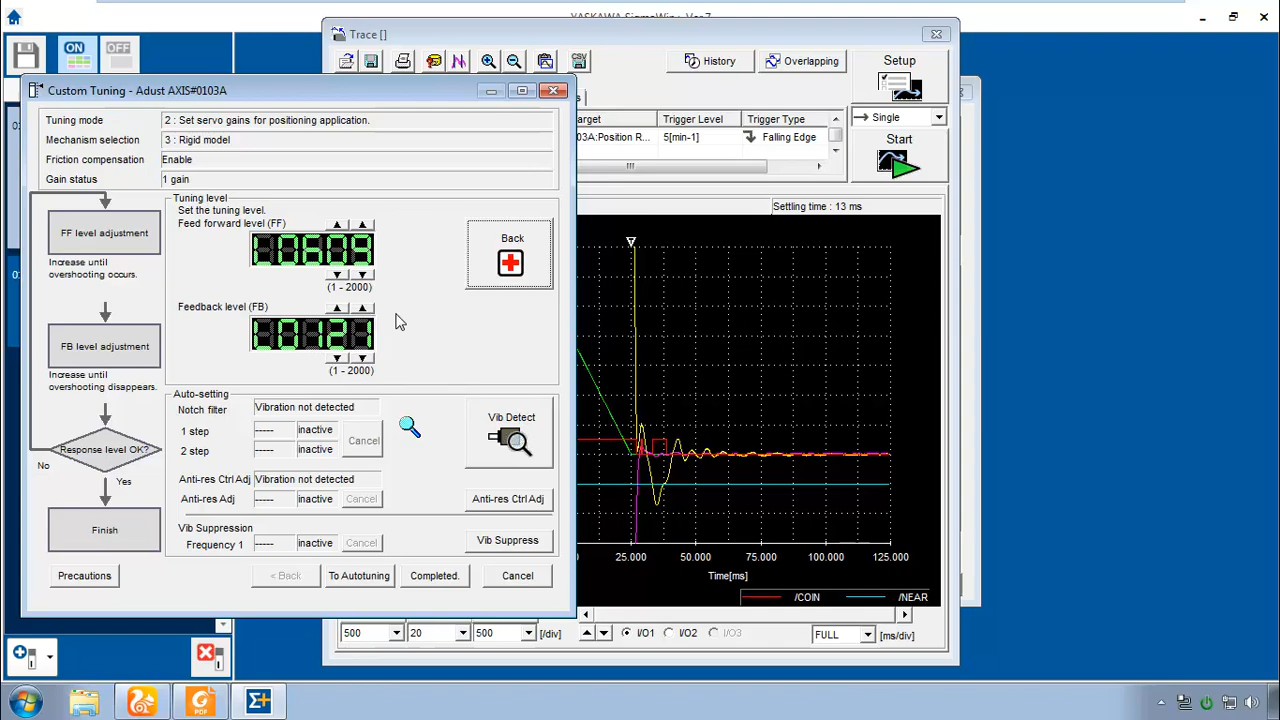 YASKAWA SigmaWin+ Ver.7
Trace []
ON
OFF
CSV
History
Overlapping
Setup
Custom Tuning - Adust AXIS#0103A
Tuning mode
2 : Set servo gains for positioning application.
Mechanism selection
3 : Rigid model
Friction compensation
Enable
Gain status
1 gain
Trigger Level
Trigger Type
03A:Position R...
5[min-1]
Falling Edge
Single
Start
Settling time : 13 ms
FF level adjustment
Increase until
overshooting occurs.
FB level adjustment
Increase until
overshooting disappears.
Response level OK?
No
Yes
Finish
Tuning level
Set the tuning level.
Feed forward level (FF)
0609
(1 - 2000)
Feedback level (FB)
0121
(1 - 2000)
Back
Auto-setting
Notch filter
Vibration not detected
1 step
-----
inactive
2 step
-----
inactive
Cancel
Vib Detect
Anti-res Ctrl Adj
Vibration not detected
Anti-res Adj
-----
inactive
Cancel
Anti-res Ctrl Adj
Vib Suppression
Frequency 1
-----
inactive
Cancel
Vib Suppress
Precautions
< Back
To Autotuning
Completed.
Cancel
25.000
50.000
75.000
100.000
125.000
Time[ms]
/COIN
/NEAR
500
20
500
[/div]
I/O1
I/O2
I/O3
FULL
[ms/div]
PDF